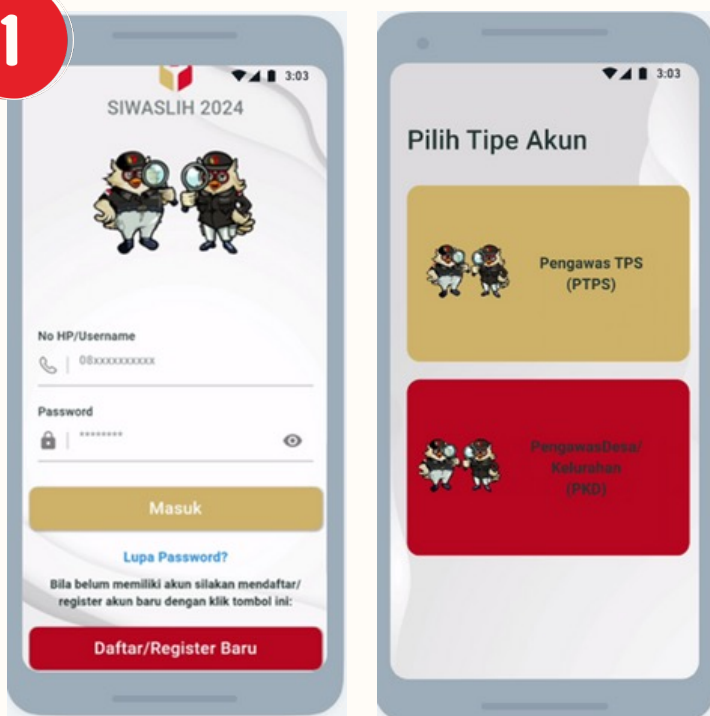 1
3:03
SIWASLIH 2024
No HP/Username
08xxxxxxxxxx
Password
********
Masuk
Lupa Password?
Bila belum memiliki akun silakan mendaftar/
register akun baru dengan klik tombol ini:
Daftar/Register Baru
3:03
Pilih Tipe Akun
Pengawas TPS
(PTPS)
PengawasDesa/
Kelurahan
(PKD)